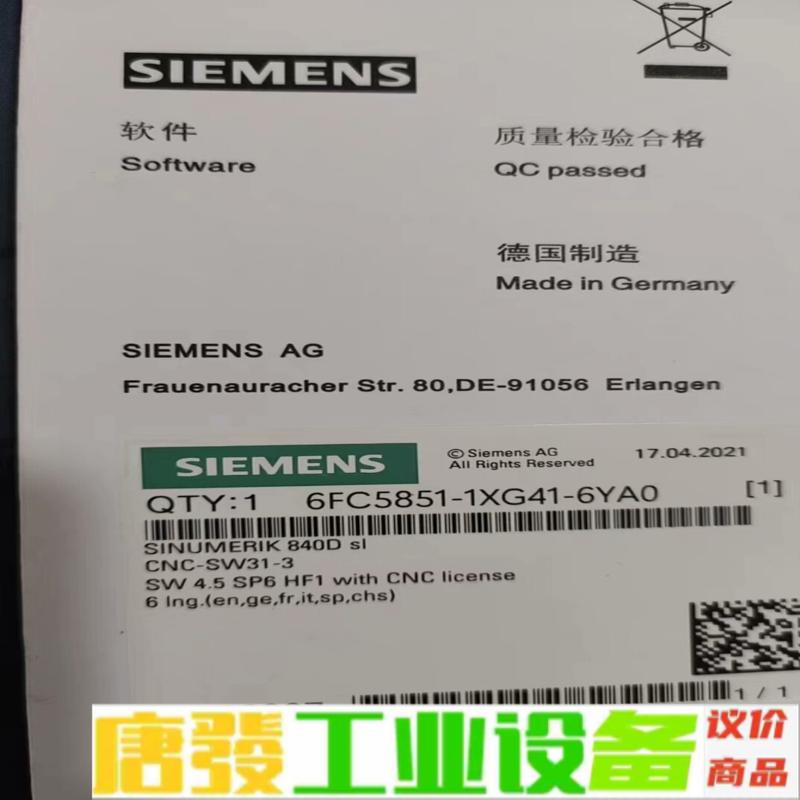 SIEMENS
软件
Software
质量检验合格
QC passed
德国制造
Made in Germany
SIEMENS AG
Frauenauracher Str. 80,DE-91056 Erlangen
SIEMENS
© Siemens AG
All Rights Reserved
17.04.2021
QTY:1 6FC5851-1XG41-6YA0 [1]
SINUMERIK 840D sl
CNC-SW31-3
SW 4.5 SP6 HF1 with CNC license
6 lng.(en,ge,fr,it,sp,chs)
1 / 1
唐發工业设备
议价
商品